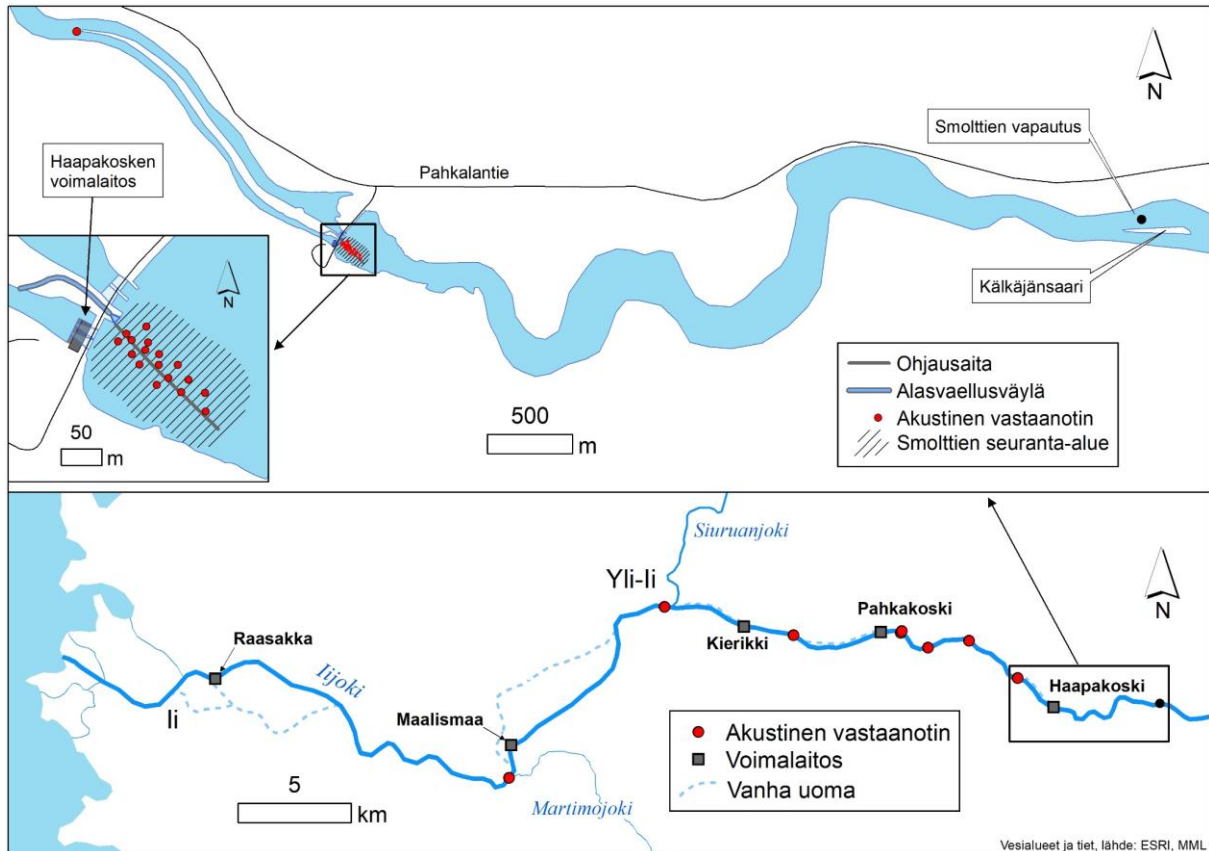 N
Smolttien vapautus
Haapakosken
voimalaitos
Pahkalantie
Kälkäjänsaari
N
50
m
500
m
Ohjausaita
Alasvaellusväylä
Akustinen vastaanotin
Smolttien seuranta-alue
Siuruanjoki
Yli-Ii
N
Pahkakoski
Raasakka
Kierikki
Iijoki
Haapakoski
Ii
Maalismaa
Akustinen vastaanotin
Voimalaitos
Vanha uoma
5
km
Martimojoki
Vesialueet ja tiet, lähde: ESRI, MML